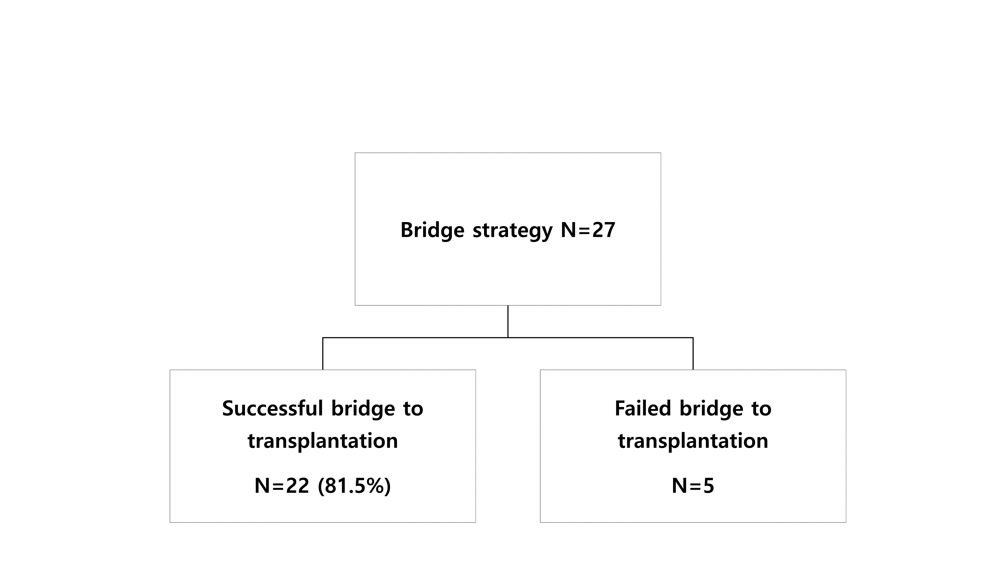 Bridge strategy N=27
Successful bridge to
transplantation
N=22 (81.5%)
Failed bridge to
transplantation
N=5